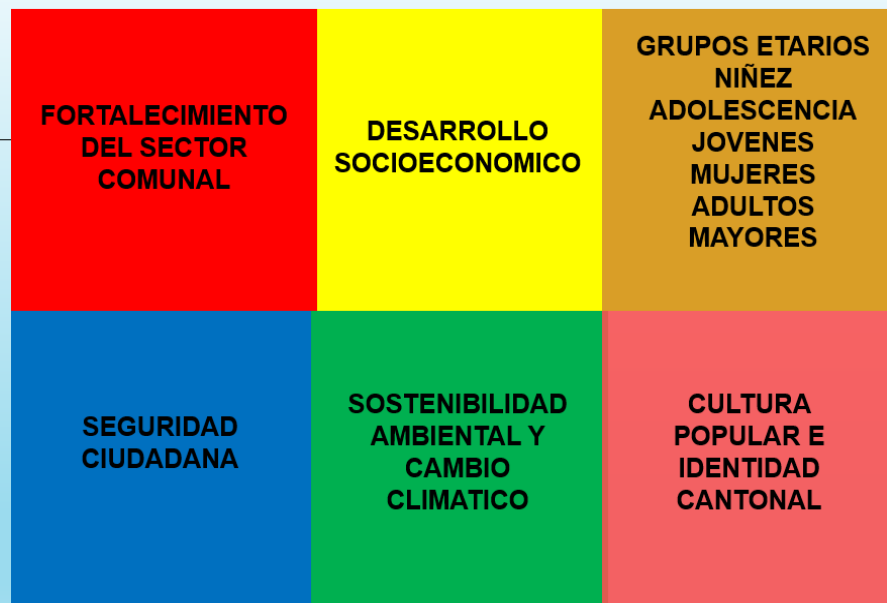 FORTALECIMIENTO
DEL SECTOR
COMUNAL
DESARROLLO
SOCIOECONOMICO
GRUPOS ETARIOS
NIÑEZ
ADOLESCENCIA
JOVENES
MUJERES
ADULTOS
MAYORES
SEGURIDAD
CIUDADANA
SOSTENIBILIDAD
AMBIENTAL Y
CAMBIO
CLIMATICO
CULTURA
POPULAR E
IDENTIDAD
CANTONAL